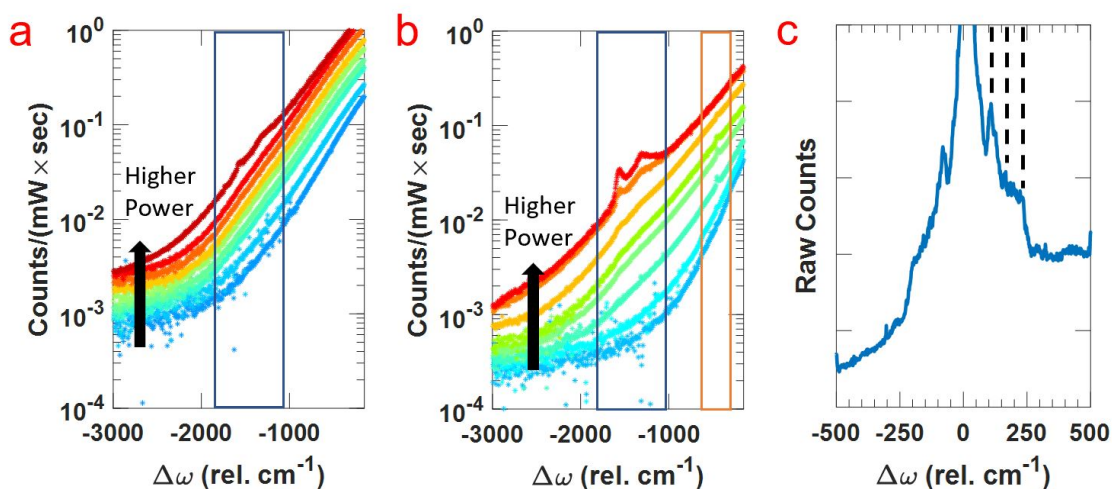 a
10^0
10^-1
10^-2
10^-3
10^-4
Counts/(mW × sec)
Higher
Power
-3000 -2000 -1000
Δω (rel. cm^-1)
b
10^0
10^-1
10^-2
10^-3
10^-4
Counts/(mW × sec)
Higher
Power
-3000 -2000 -1000
Δω (rel. cm^-1)
c
Raw Counts
-500 -250 0 250 500
Δω (rel. cm^-1)